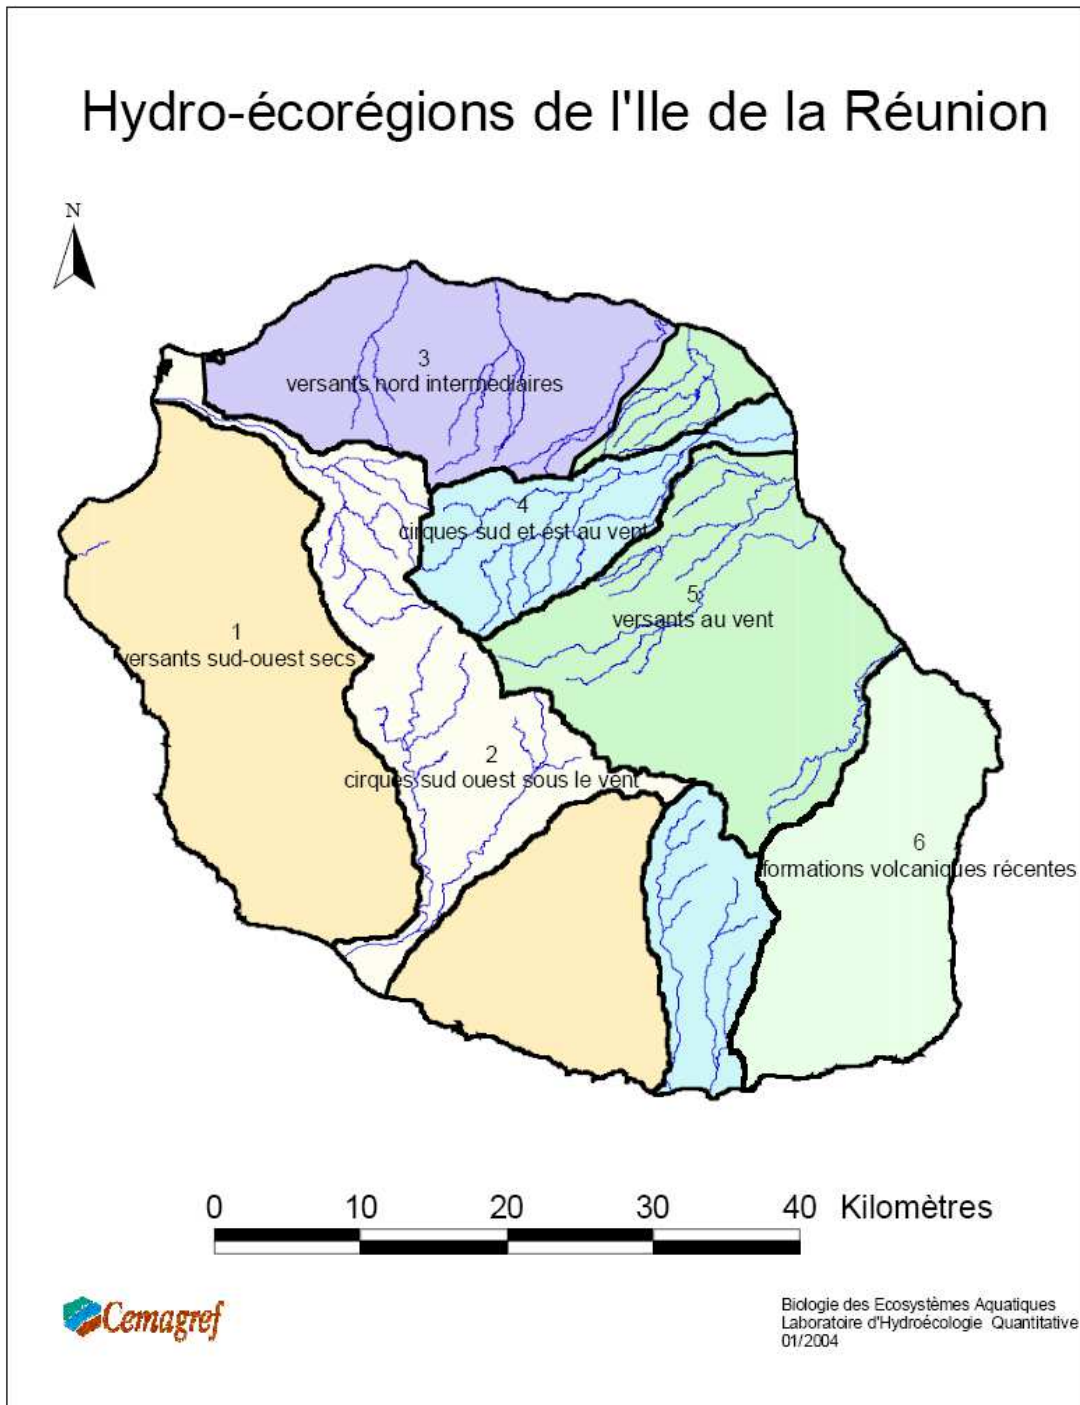 Hydro-écorégions de l'Ile de la Réunion
N
3
versants nord intermediaires
4
cirques sud et est au vent
5
versants au vent
1
versants sud-ouest secs
2
cirques sud ouest sous le vent
6
formations volcaniques récentes
0 10 20 30 40 Kilomètres
Cemagref
Biologie des Ecosystèmes Aquatiques
Laboratoire d'Hydroécologie Quantitative
01/2004